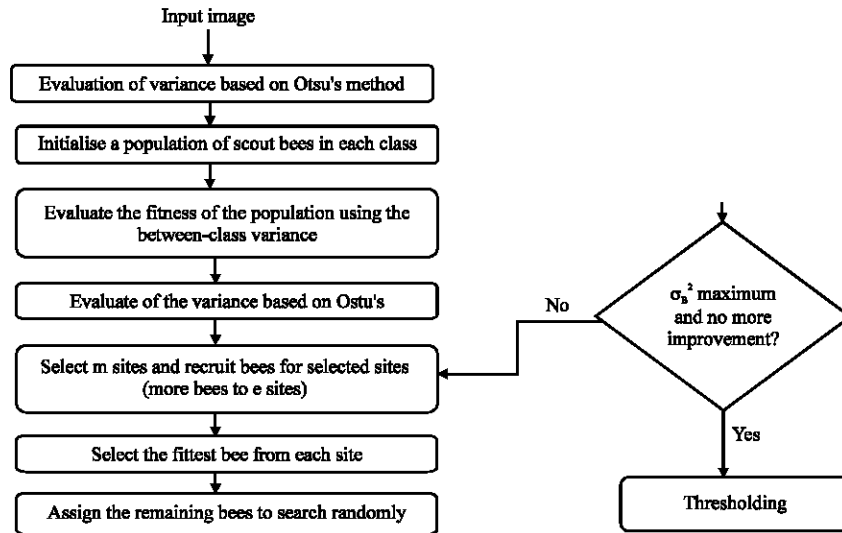 Input image
Evaluation of variance based on Otsu's method
Initialise a population of scout bees in each class
Evaluate the fitness of the population using the
between-class variance
Evaluate of the variance based on Ostu's
Select m sites and recruit bees for selected sites
(more bees to e sites)
Select the fittest bee from each site
Assign the remaining bees to search randomly
No
σ_B² maximum
and no more
improvement?
Yes
Thresholding